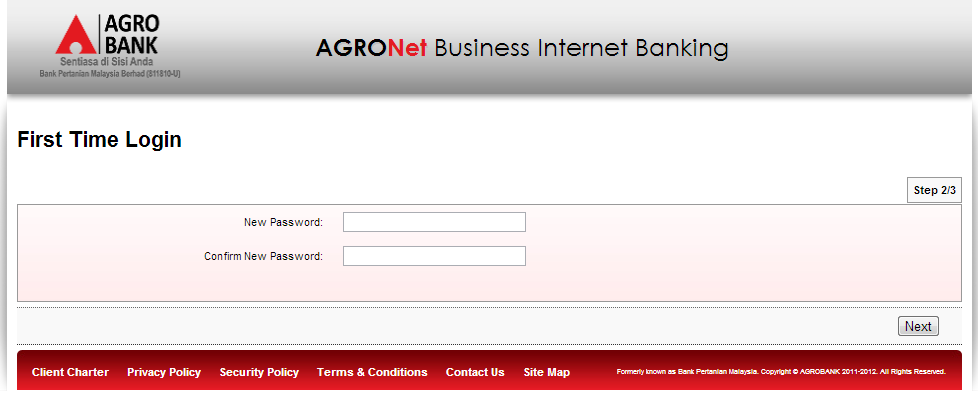 AGRO
BANK
Sentiasa di Sisi Anda
Bank Pertanian Malaysia Berhad (811810-U)
AGRONet Business Internet Banking
First Time Login
Step 2/3
New Password:
Confirm New Password:
Next
Client Charter Privacy Policy Security Policy Terms & Conditions Contact Us Site Map Formerly known as Bank Pertanian Malaysia. Copyright © AGROBANK 2011-2012. All Rights Reserved.